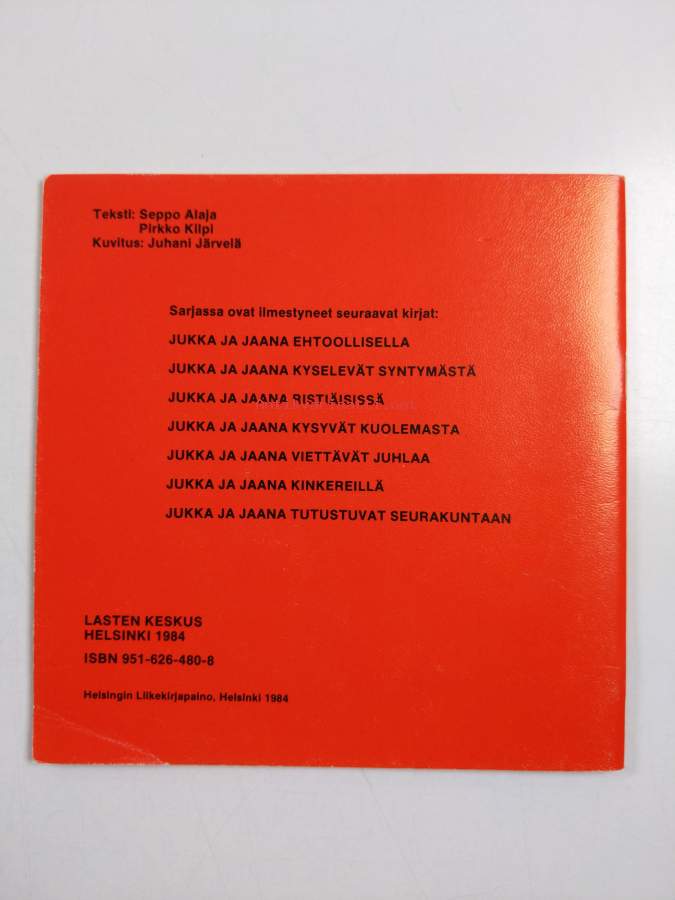 Teksti: Seppo Alaja
Pirkko Kilpi
Kuvitus: Juhani Järvelä
Sarjassa ovat ilmestyneet seuraavat kirjat:
JUKKA JA JAANA EHTOOLLISELLA
JUKKA JA JAANA KYSELEVÄT SYNTYMÄSTÄ
JUKKA JA JAANA RISTIÄISISSÄ
JUKKA JA JAANA KYSYVÄT KUOLEMASTA
JUKKA JA JAANA VIETTÄVÄT JUHLAA
JUKKA JA JAANA KINKEREILLÄ
JUKKA JA JAANA TUTUSTUVAT SEURAKUNTAAN
LASTEN KESKUS
HELSINKI 1984
ISBN 951-626-480-8
Helsingin Liikekirjapaino, Helsinki 1984